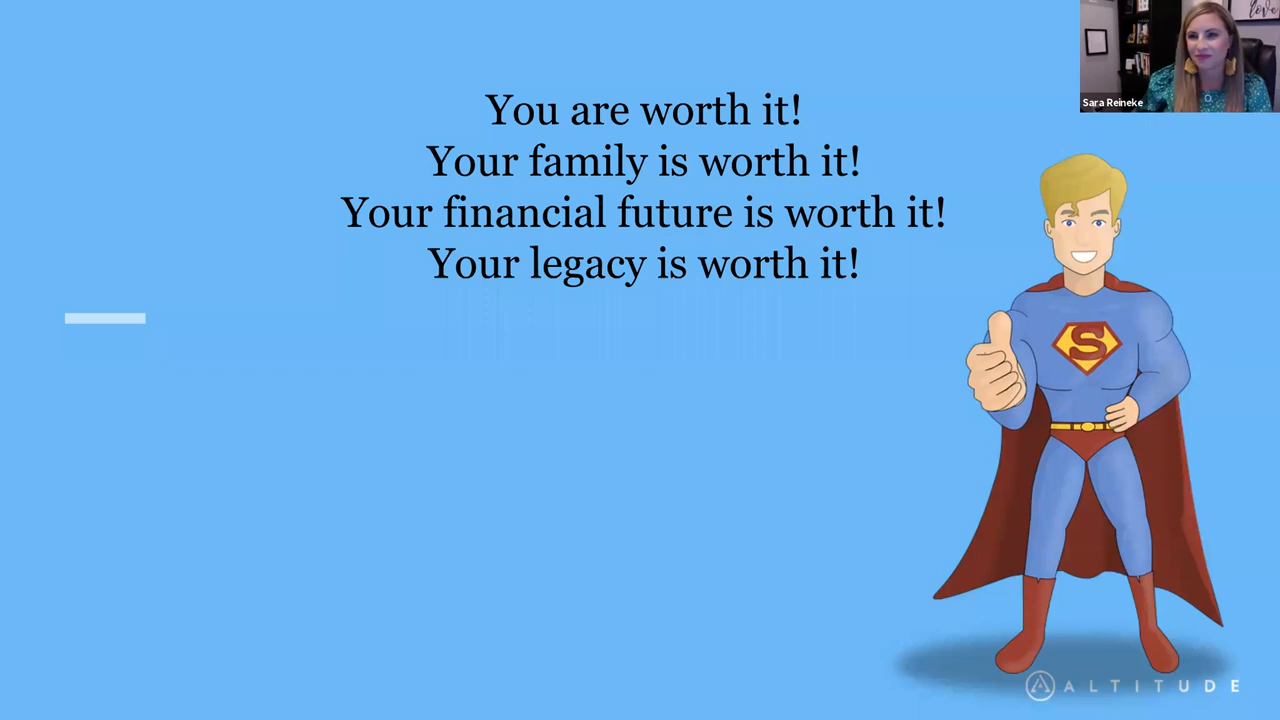 love
Sara Reineke
You are worth it!
Your family is worth it!
Your financial future is worth it!
Your legacy is worth it!
S
ALTITUDE